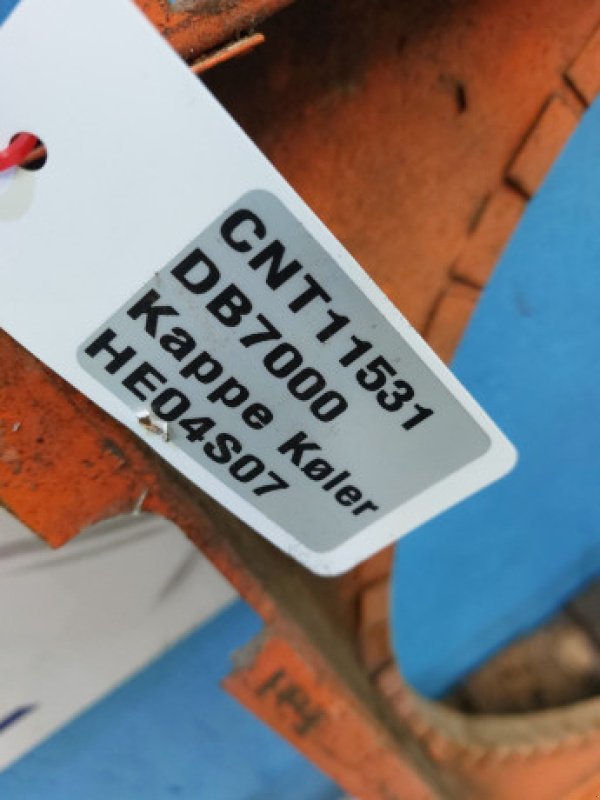 CNT11531
DB7000
Kappe Køler
HE04S07